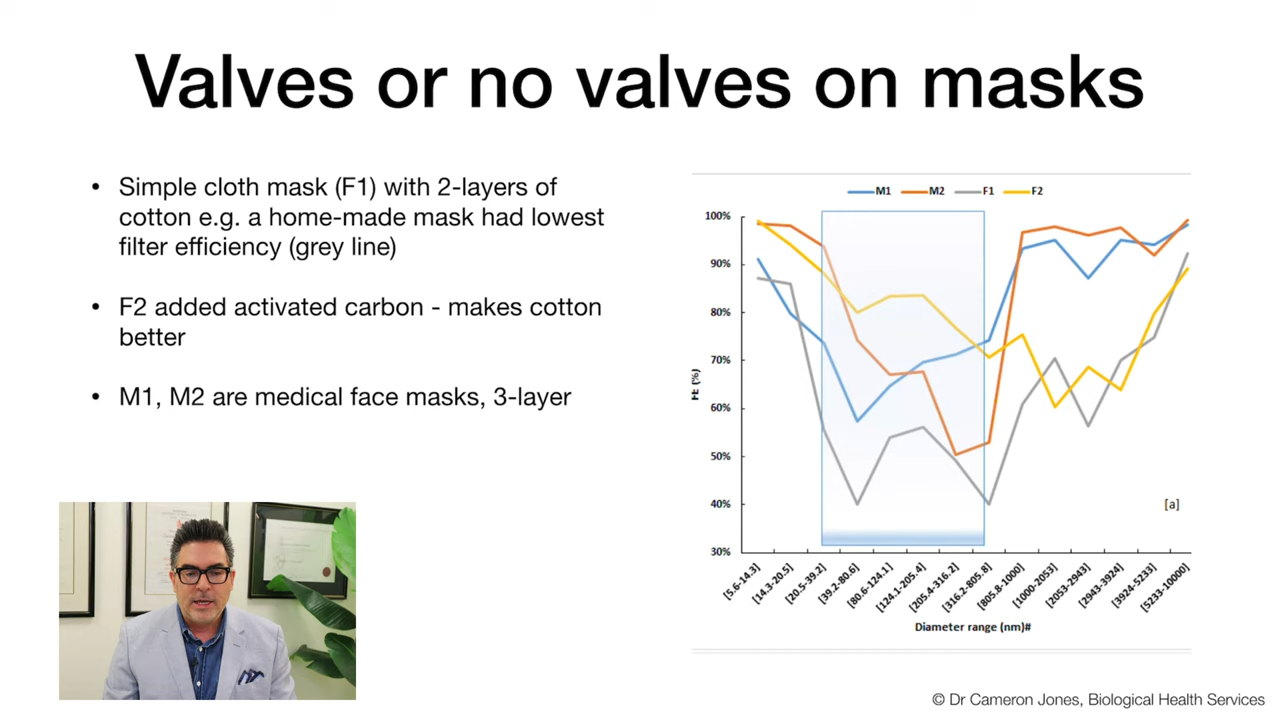 Valves or no valves on masks
• Simple cloth mask (F1) with 2-layers of
cotton e.g. a home-made mask had lowest
filter efficiency (grey line)
• F2 added activated carbon - makes cotton
better
• M1, M2 are medical face masks, 3-layer
M1 M2 F1 F2
100%
90%
80%
70%
60%
50%
40%
30%
FE (%)
[a]
[5.6-14.3]
[14.3-20.5]
[20.5-39.2]
[39.2-80.6]
[80.6-124.1]
[124.1-205.4]
[205.4-316.2]
[316.2-805.8]
[805.8-1000]
[1000-2053]
[2053-2943]
[2943-3924]
[3924-5233]
[5233-10000]
Diameter range (nm)#
© Dr Cameron Jones, Biological Health Services